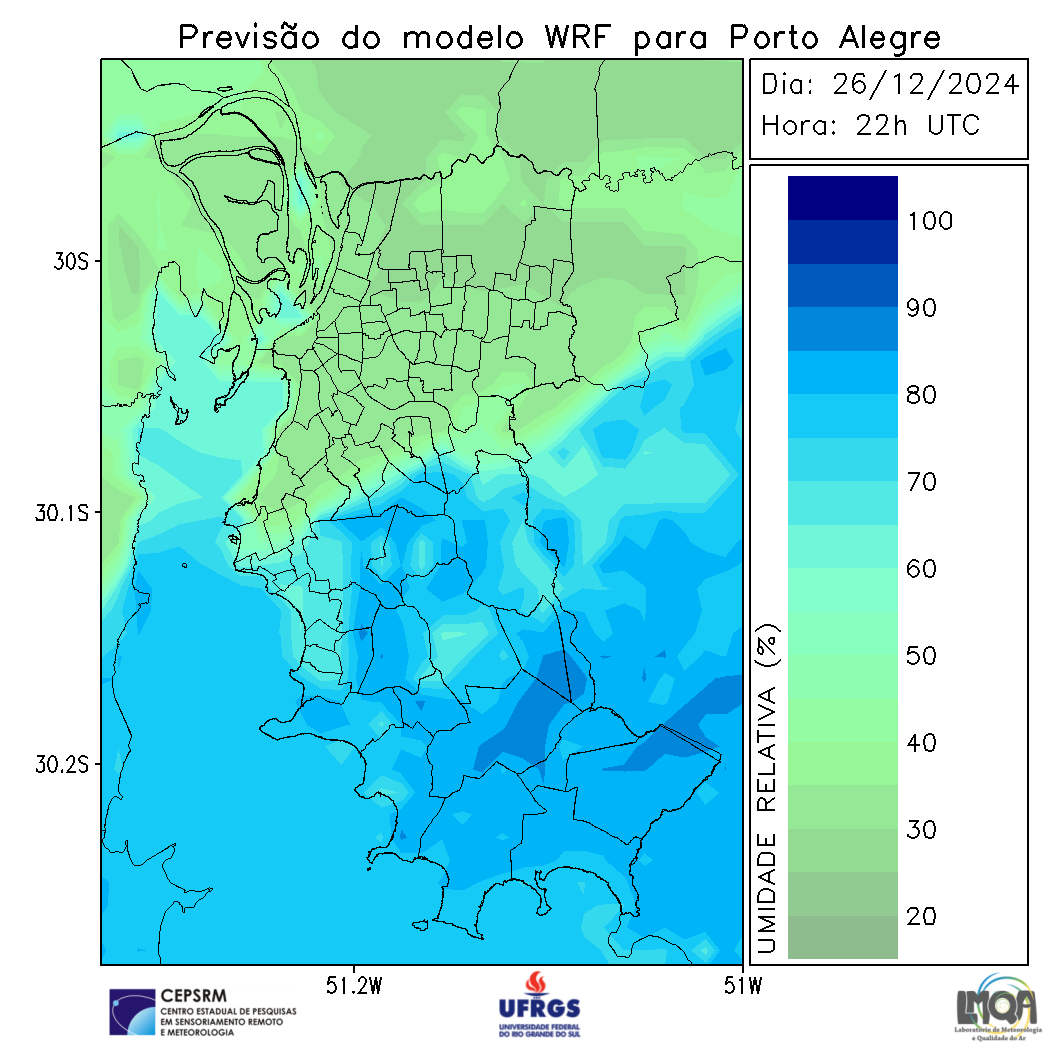 Previsão do modelo WRF para Porto Alegre
Dia: 26/12/2024
Hora: 22h UTC
30S
30.1S
30.2S
51.2W
51W
100
90
80
70
60
50
40
30
20
UMIDADE RELATIVA (%)
CEPSRM
CENTRO ESTADUAL DE PESQUISAS
EM SENSORIAMENTO REMOTO
E METEOROLOGIA
UFRGS
UNIVERSIDADE FEDERAL
DO RIO GRANDE DO SUL
LMQA
Laboratório de Meteorologia
e Qualidade do Ar